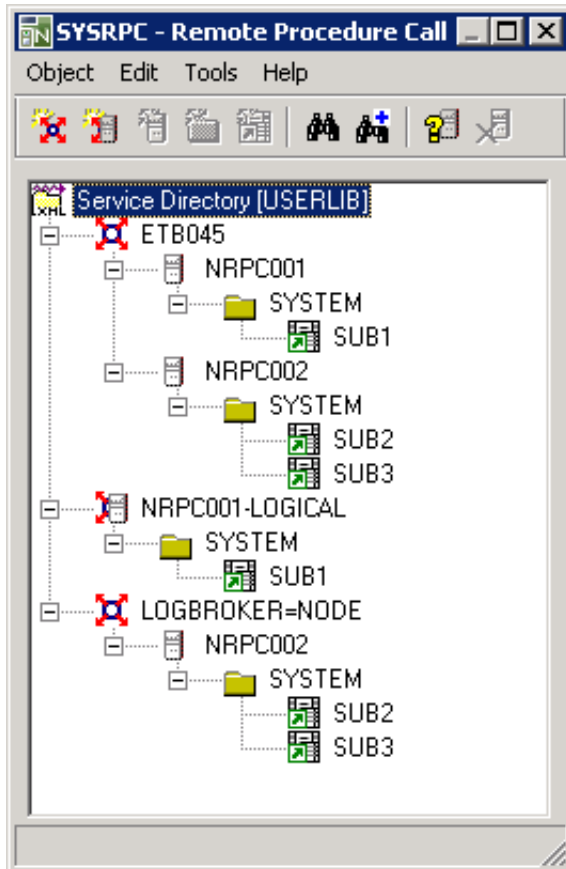 SYSRPC - Remote Procedure Call
Object Edit Tools Help
Service Directory [USERLIB]
ETB045
NRPC001
SYSTEM
SUB1
NRPC002
SYSTEM
SUB2
SUB3
NRPC001-LOGICAL
SYSTEM
SUB1
LOGBROKER=NODE
NRPC002
SYSTEM
SUB2
SUB3